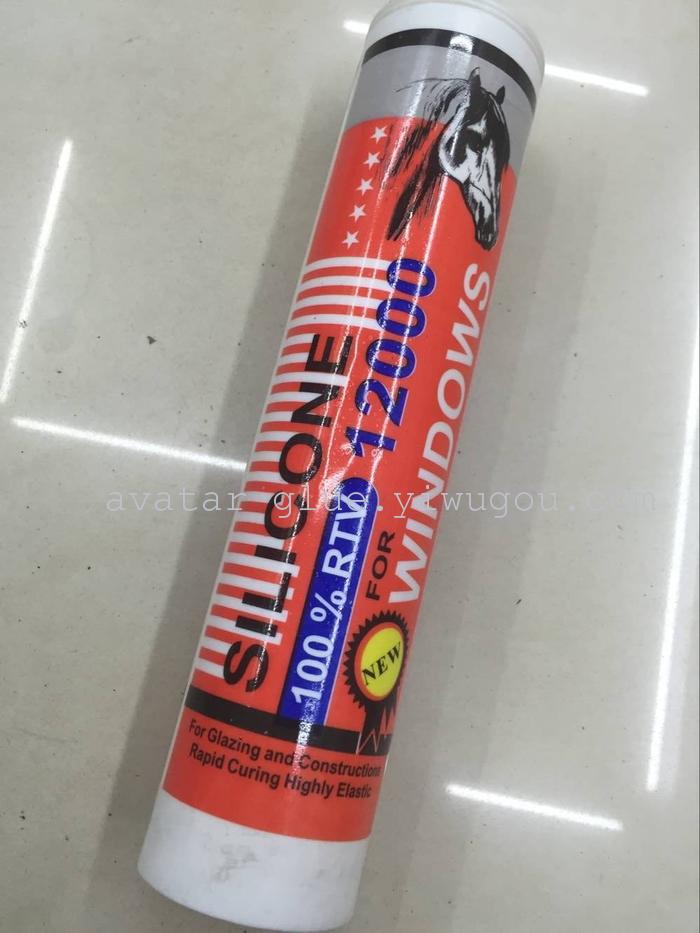 SILICONE
100 % RTV 12000
FOR
WINDOWS
NEW
For Glazing and Constructions
Rapid Curing Highly Elastic
avatar-glue.yiwugou.com